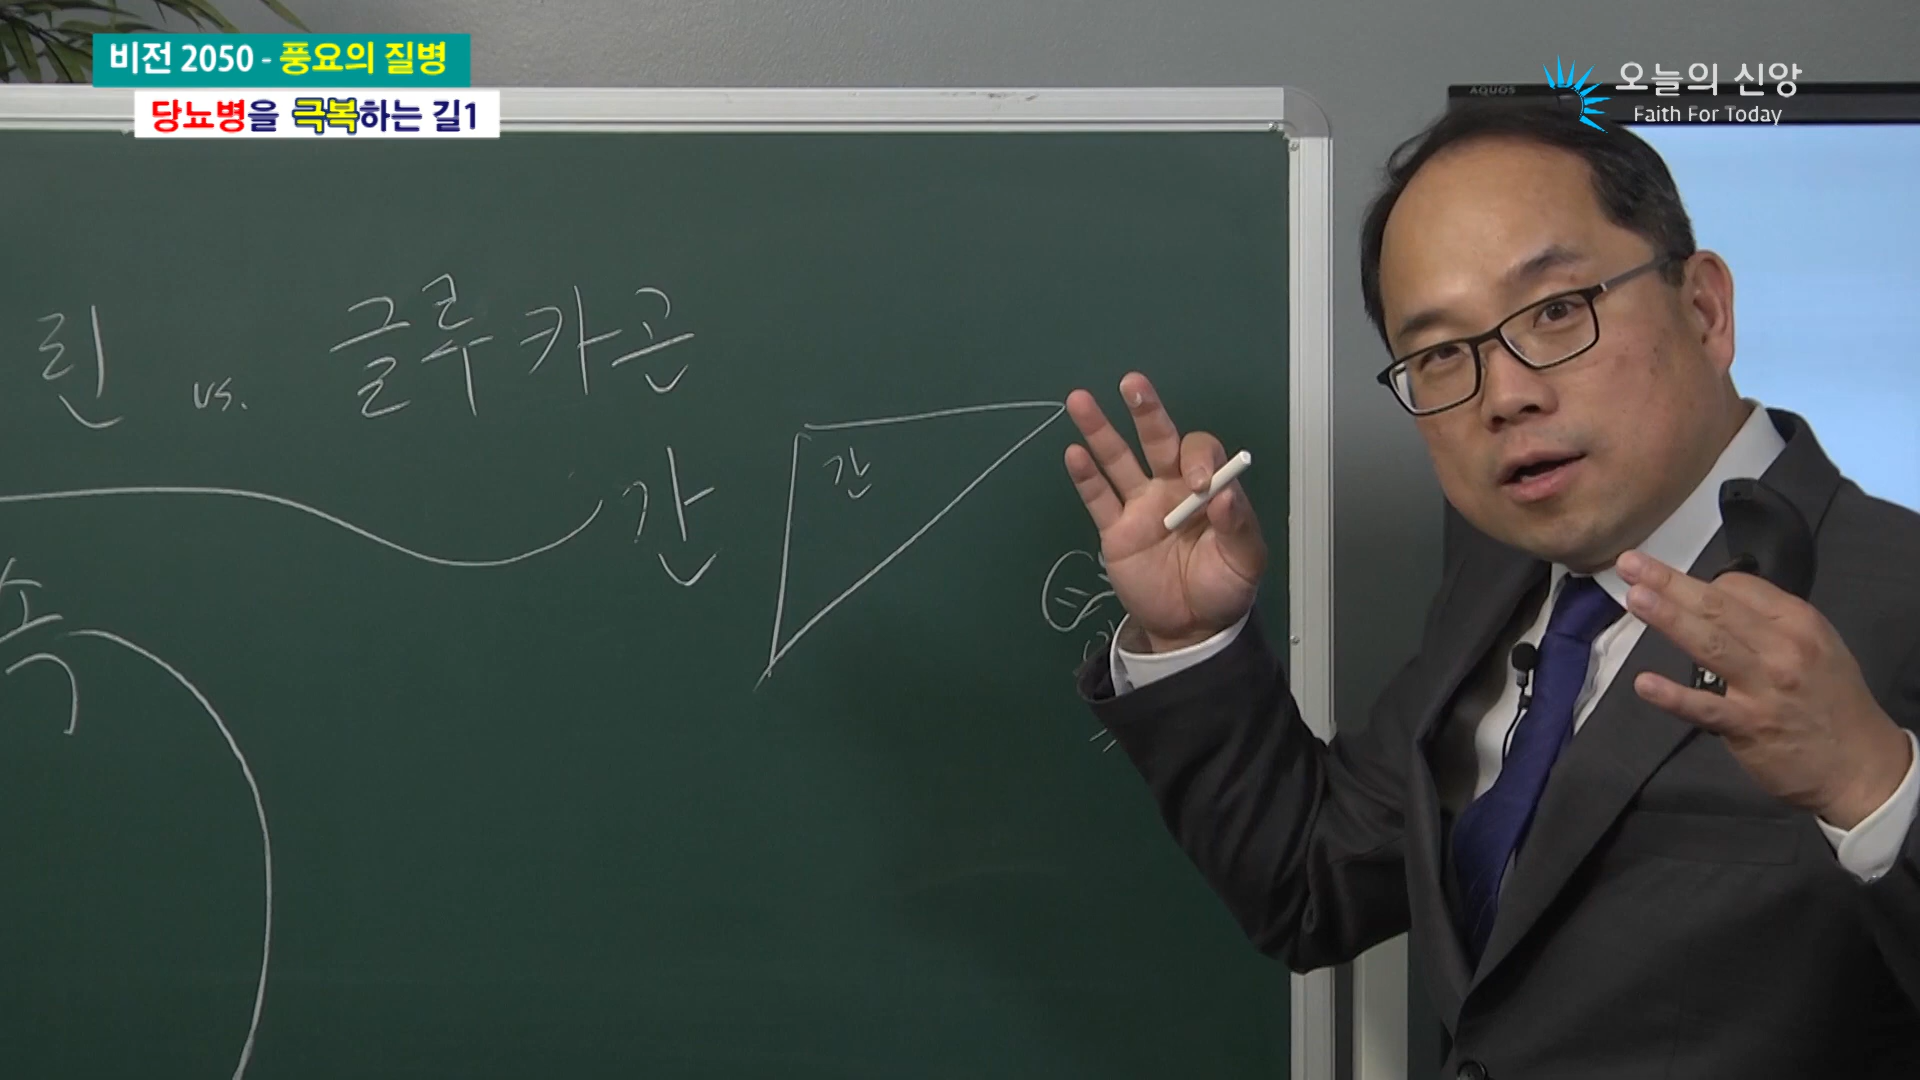 비전 2050 - 풍요의 질병
당뇨병을 극복하는 길1
오늘의 신앙
Faith For Today
AQUOS
린 vs. 글루카곤
간
간
속